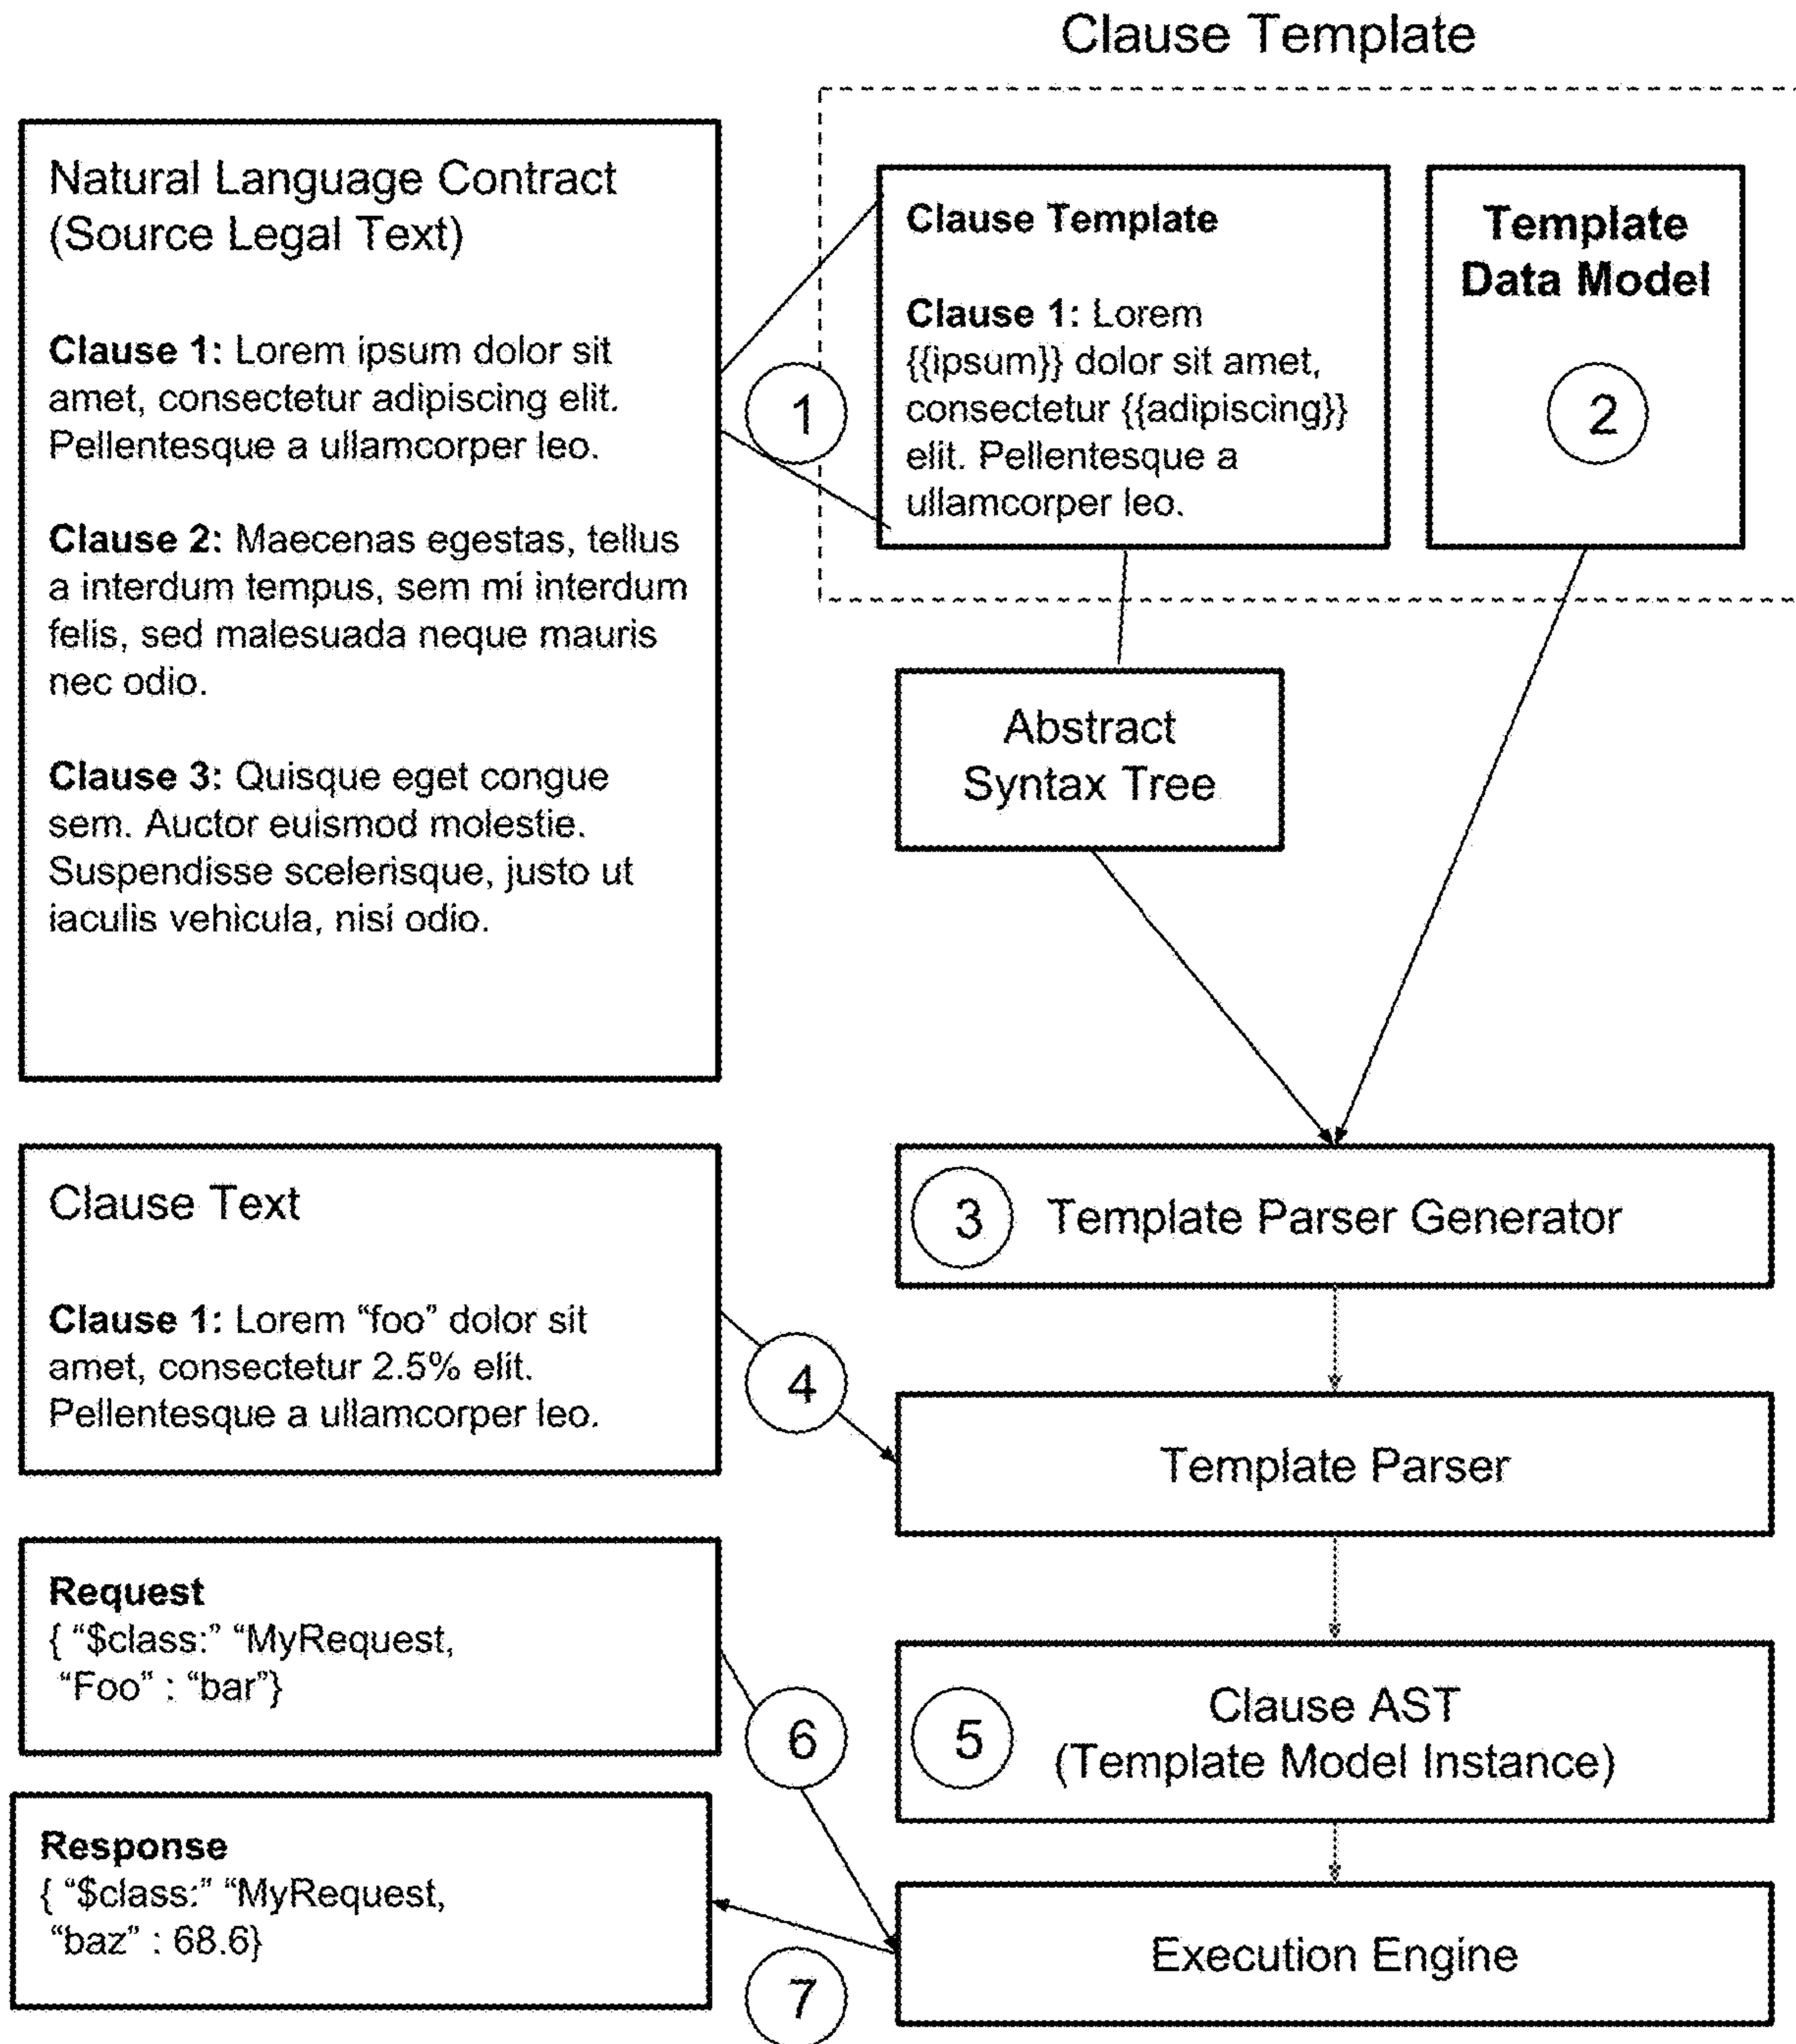 Clause Template
Natural Language Contract
(Source Legal Text)
Clause 1: Lorem ipsum dolor sit
amet, consectetur adipiscing elit.
Pellentesque a ullamcorper leo.
Clause 2: Maecenas egestas, tellus
a interdum tempus, sem mi interdum
felis, sed malesuada neque mauris
nec odio.
Clause 3: Quisque eget congue
sem. Auctor euismod molestie.
Suspendisse scelerisque, justo ut
iaculis vehicula, nisi odio.
1
Clause Template
Clause 1: Lorem
{{ipsum}} dolor sit amet,
consectetur {{adipiscing}}
elit. Pellentesque a
ullamcorper leo.
Template
Data Model
2
Abstract
Syntax Tree
3 Template Parser Generator
Clause Text
Clause 1: Lorem “foo” dolor sit
amet, consectetur 2.5% elit.
Pellentesque a ullamcorper leo.
4
Template Parser
Request
{ “$class:” “MyRequest,
“Foo” : “bar”}
6
5
Clause AST
(Template Model Instance)
Response
{ “$class:” “MyRequest,
“baz” : 68.6}
7
Execution Engine